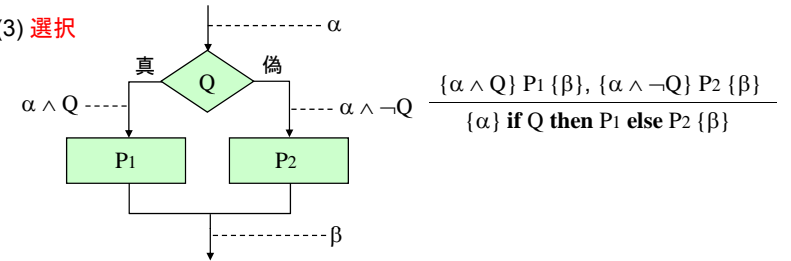 (3) 選択
α
真
偽
Q
α ∧ Q
α ∧ ¬Q
P1
P2
β
{α ∧ Q} P1 {β}, {α ∧ ¬Q} P2 {β}
{α} if Q then P1 else P2 {β}